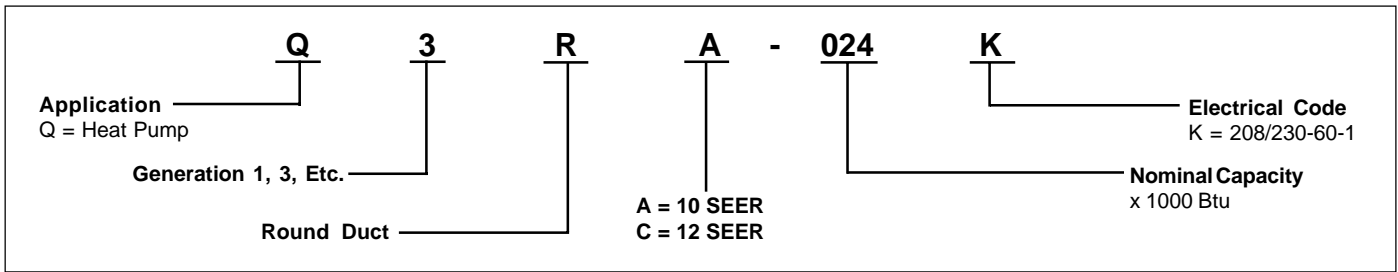 Q 3 R A - 024 K
Application
Q = Heat Pump
Generation 1, 3, Etc.
Round Duct
A = 10 SEER
C = 12 SEER
Electrical Code
K = 208/230-60-1
Nominal Capacity
x 1000 Btu